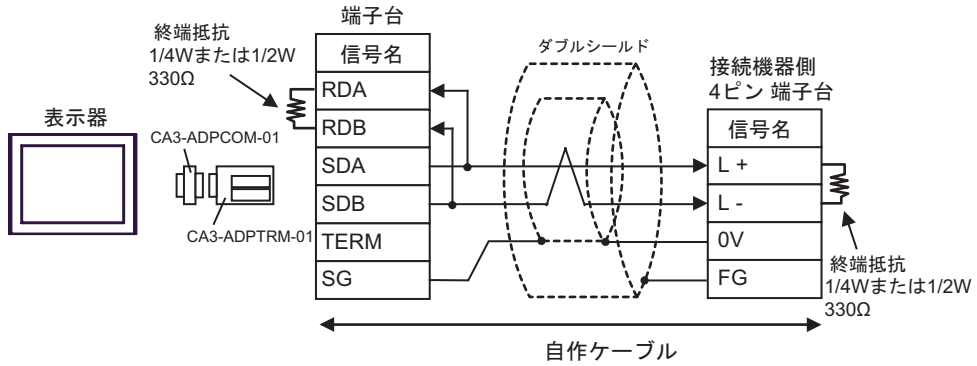 端子台
終端抵抗
1/4Wまたは1/2W
330Ω
表示器
CA3-ADPCOM-01
CA3-ADPTRM-01
信号名
RDA
RDB
SDA
SDB
TERM
SG
ダブルシールド
接続機器側
4ピン 端子台
信号名
L +
L -
0V
FG
終端抵抗
1/4Wまたは1/2W
330Ω
自作ケーブル